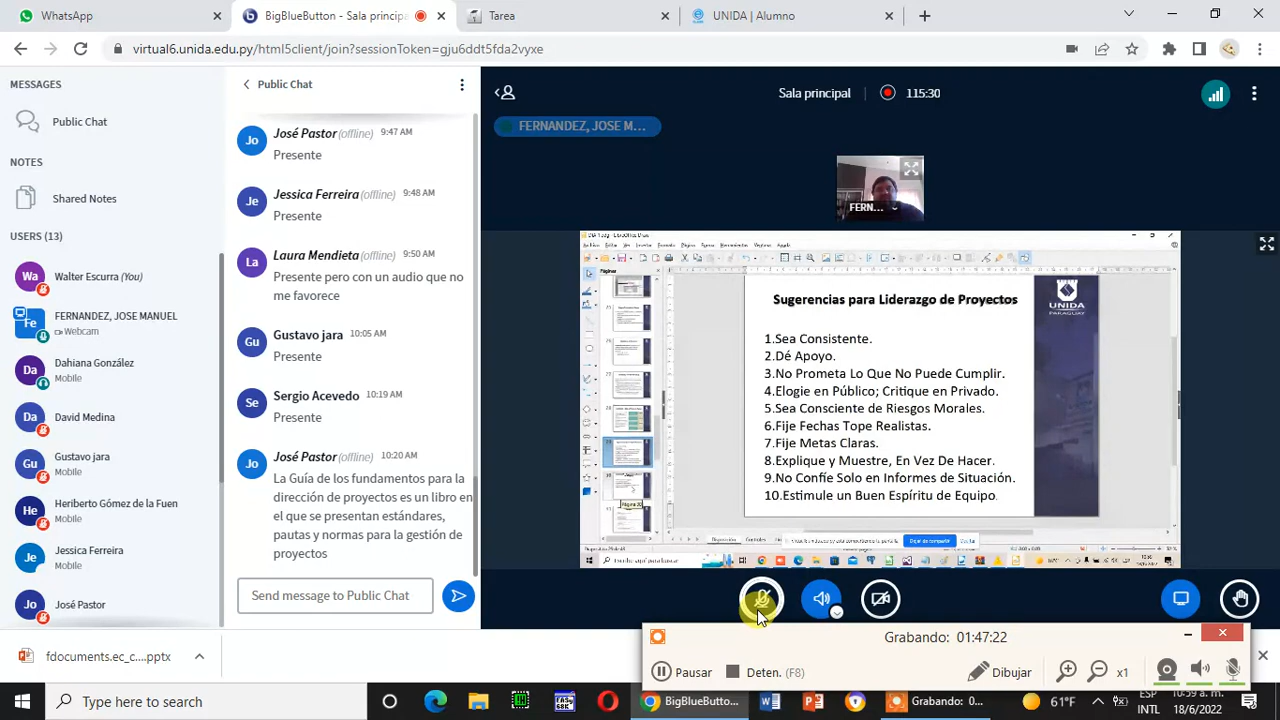 WhatsApp
BigBlueButton - Sala principa
Tarea
UNIDA | Alumno
virtual6.unida.edu.py/html5client/join?sessionToken=gju6ddt5fda2vyxe
MESSAGES
Public Chat
NOTES
Shared Notes
USERS (13)
Walter Escurra (You)
FERNANDEZ, JOSE MANUEL
Webcam
Dahiana González
Mobile
David Medina
Mobile
Gustavo jara
Mobile
Heriberto Gómez de la Fuen
Mobile
Jessica Ferreira
Mobile
José Pastor
Public Chat
José Pastor (offline) 9:47 AM
Presente
Jessica Ferreira (offline) 9:48 AM
Presente
Laura Mendieta (offline) 9:50 AM
Presente pero con un audio que no
me favorece
Gustavo jara 10:05 AM
Presente
Sergio Acevedo 10:19 AM
Presente
José Pastor (offline) 10:20 AM
La Guía de los fundamentos para la
dirección de proyectos es un libro en
el que se presentan estándares,
pautas y normas para la gestión de
proyectos
Send message to Public Chat
Sala principal
115:30
FERNANDEZ, JOSE M...
FERN...
Sugerencias para Liderazgo de Proyectos
UNIDA
PARAGUAY
1.Sea Consistente.
2.Dé Apoyo.
3.No Prometa Lo Que No Puede Cumplir.
4.Elogie en Público; Critique en Privado.
5.Sea Consciente de Riesgos Morales.
6.Fije Fechas Tope Realistas.
7.Fije Metas Claras.
8.Explique y Muestre, En Vez De Hacer.
9.No Confíe Solo en Informes de Situación.
10.Estimule un Buen Espíritu de Equipo.
Grabando: 01:47:22
Pausar
Deten. (F8)
Dibujar
x1
fdocuments.ec_c....pptx
Type here to search
BigBlueButto...
Grabando: 0...
61°F
ESP
INTL
10:59 a. m.
18/6/2022